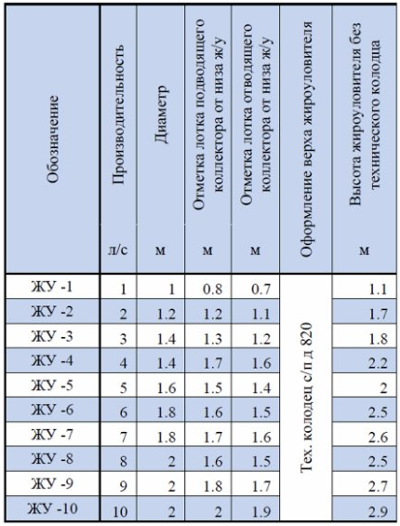 Обозначение
Производительность
л/с
Диаметр
м
Отметка лотка подводящего
коллектора от низа ж/у
м
Отметка лотка отводящего
коллектора от низа ж/у
м
Оформление верха жироуловителя
Высота жироуловителя без
технического колодца
м
ЖУ -1 1 1 0.8 0.7 1.1
ЖУ -2 2 1.2 1.2 1.1 1.7
ЖУ -3 3 1.4 1.3 1.2 1.8
ЖУ -4 4 1.4 1.7 1.6 2.2
ЖУ -5 5 1.6 1.5 1.4 2
ЖУ -6 6 1.8 1.6 1.5 2.5
ЖУ -7 7 1.8 1.7 1.6 2.6
ЖУ -8 8 2 1.6 1.5 2.5
ЖУ -9 9 2 1.8 1.7 2.7
ЖУ -10 10 2 2 1.9 2.9
Тех. колодец с/п д 820